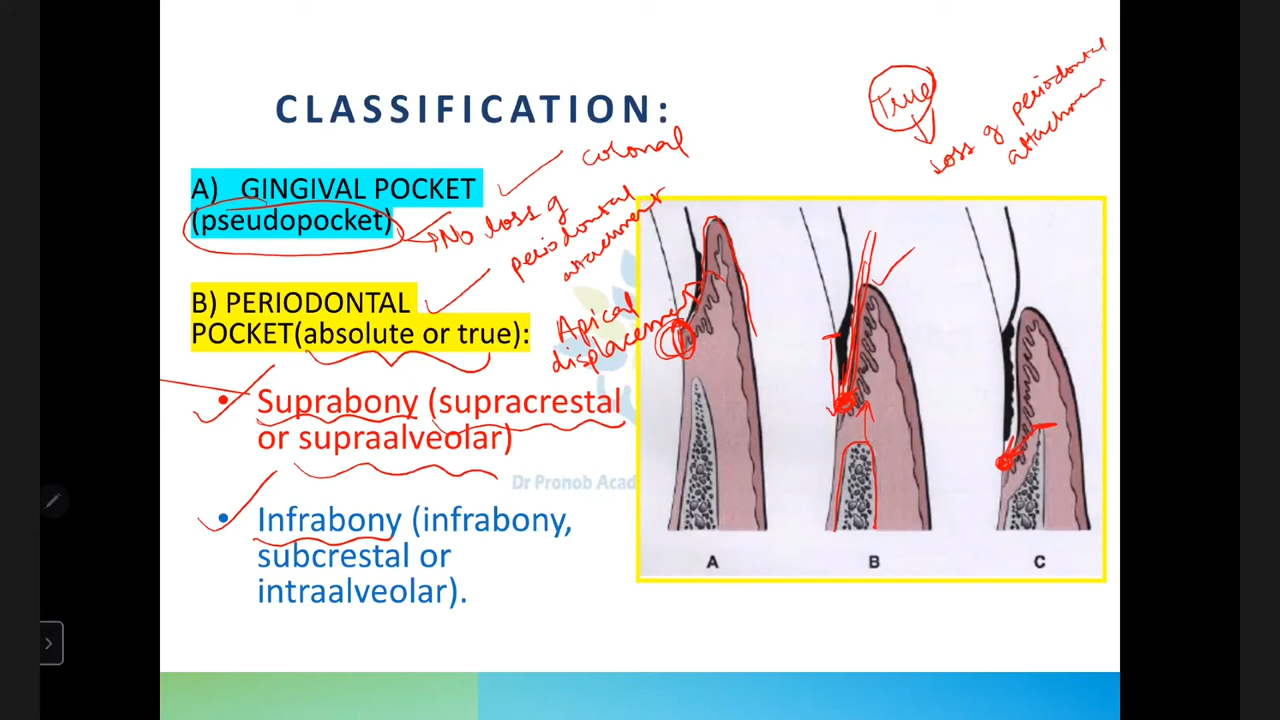 CLASSIFICATION:
True
Loss of periodontal
attachment
coronal
A) GINGIVAL POCKET
(pseudopocket)
No loss of
periodontal
attachment
B) PERIODONTAL
POCKET(absolute or true):
Apical
displacement
• Suprabony (supracrestal
or supraalveolar)
Dr Pronob Acad
• Infrabony (infrabony,
subcrestal or
intraalveolar).
A B C